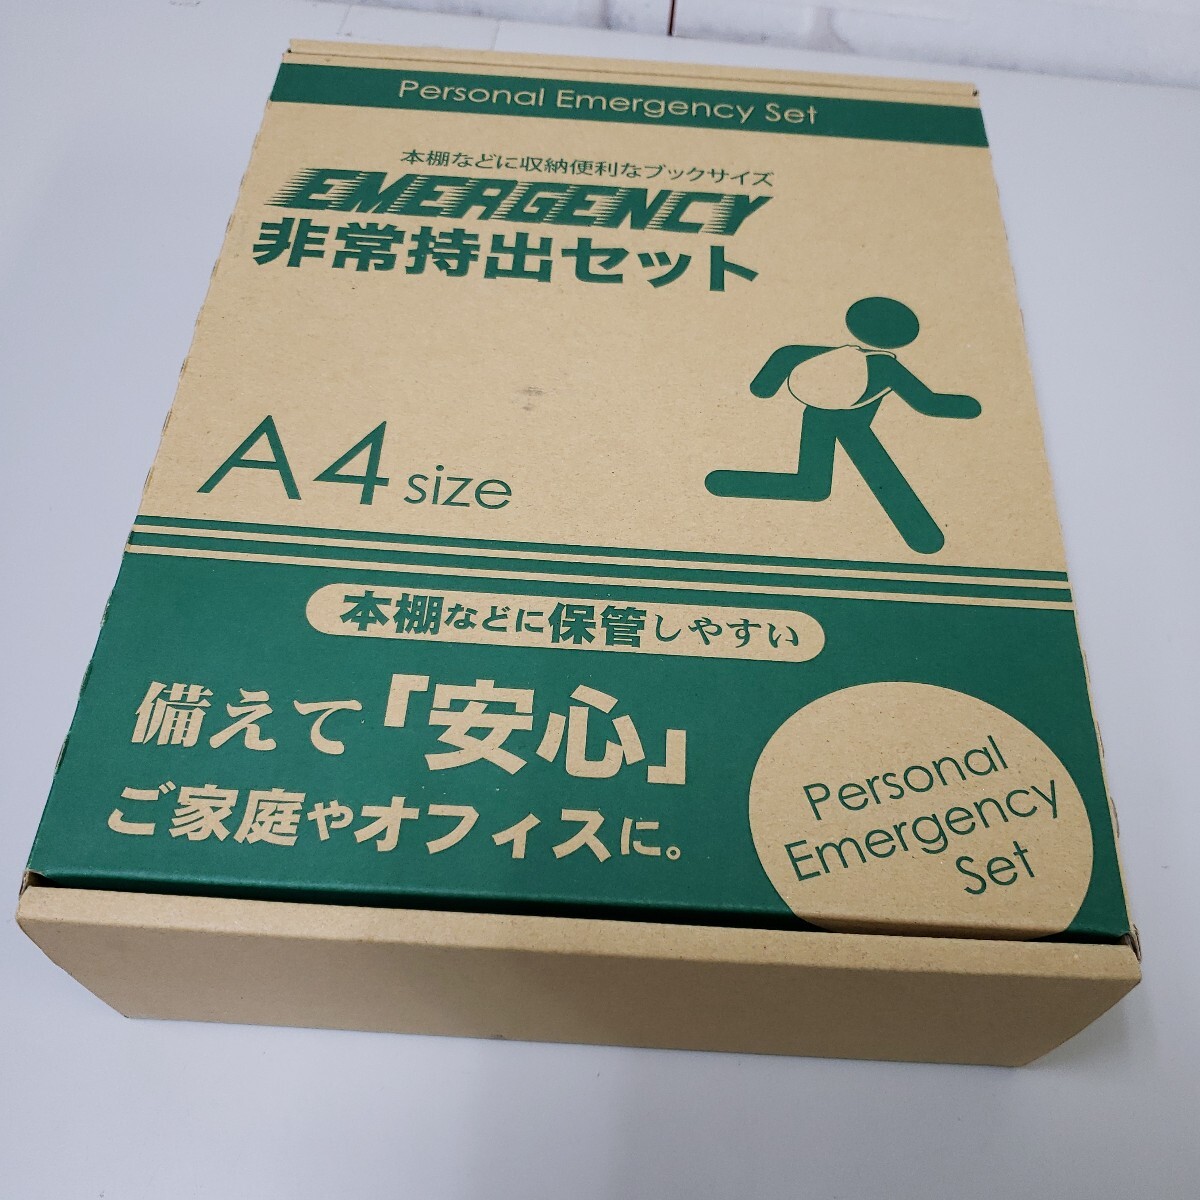 Personal Emergency Set
本棚などに収納便利なブックサイズ
EMERGENCY
非常持出セット
A4 size
本棚などに保管しやすい
備えて「安心」
ご家庭やオフィスに。
Personal
Emergency
Set